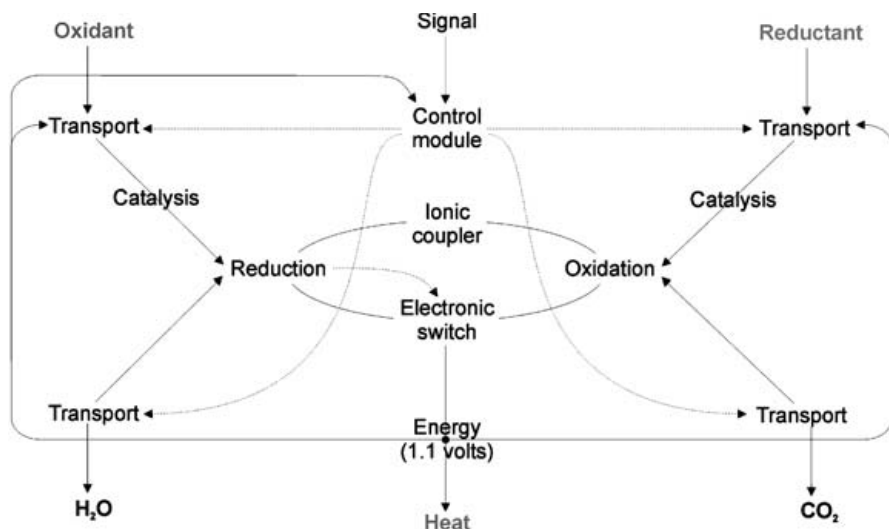 Oxidant
Signal
Reductant
Transport
Control
module
Transport
Catalysis
Catalysis
Ionic
coupler
Reduction
Oxidation
Electronic
switch
Transport
Transport
Energy
(1.1 volts)
H₂O
Heat
CO₂